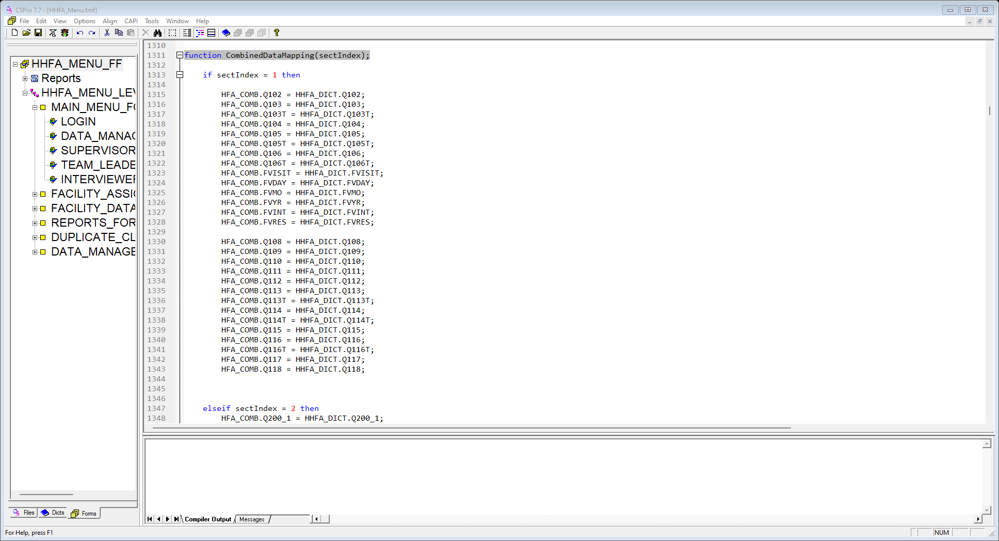 CSPro 7.7 - [HHFA_Menu.fmf]
File Edit View Options Align CAPI Tools Window Help
HHFA_MENU_FF
Reports
HHFA_MENU_LEV
MAIN_MENU_FO
LOGIN
DATA_MANAG
SUPERVISOR
TEAM_LEADE
INTERVIEWER
FACILITY_ASSIG
FACILITY_DATA
REPORTS_FOR
DUPLICATE_CL
DATA_MANAGE
Files Dicts Forms
1310
1311 function CombinedDataMapping(sectIndex);
1312
1313 if sectIndex = 1 then
1314
1315 HFA_COMB.Q102 = HHFA_DICT.Q102;
1316 HFA_COMB.Q103 = HHFA_DICT.Q103;
1317 HFA_COMB.Q103T = HHFA_DICT.Q103T;
1318 HFA_COMB.Q104 = HHFA_DICT.Q104;
1319 HFA_COMB.Q105 = HHFA_DICT.Q105;
1320 HFA_COMB.Q105T = HHFA_DICT.Q105T;
1321 HFA_COMB.Q106 = HHFA_DICT.Q106;
1322 HFA_COMB.Q106T = HHFA_DICT.Q106T;
1323 HFA_COMB.FVISIT = HHFA_DICT.FVISIT;
1324 HFA_COMB.FVDAY = HHFA_DICT.FVDAY;
1325 HFA_COMB.FVMO = HHFA_DICT.FVMO;
1326 HFA_COMB.FVYR = HHFA_DICT.FVYR;
1327 HFA_COMB.FVINT = HHFA_DICT.FVINT;
1328 HFA_COMB.FVRES = HHFA_DICT.FVRES;
1329
1330 HFA_COMB.Q108 = HHFA_DICT.Q108;
1331 HFA_COMB.Q109 = HHFA_DICT.Q109;
1332 HFA_COMB.Q110 = HHFA_DICT.Q110;
1333 HFA_COMB.Q111 = HHFA_DICT.Q111;
1334 HFA_COMB.Q112 = HHFA_DICT.Q112;
1335 HFA_COMB.Q113 = HHFA_DICT.Q113;
1336 HFA_COMB.Q113T = HHFA_DICT.Q113T;
1337 HFA_COMB.Q114 = HHFA_DICT.Q114;
1338 HFA_COMB.Q114T = HHFA_DICT.Q114T;
1339 HFA_COMB.Q115 = HHFA_DICT.Q115;
1340 HFA_COMB.Q116 = HHFA_DICT.Q116;
1341 HFA_COMB.Q116T = HHFA_DICT.Q116T;
1342 HFA_COMB.Q117 = HHFA_DICT.Q117;
1343 HFA_COMB.Q118 = HHFA_DICT.Q118;
1344
1345
1346
1347 elseif sectIndex = 2 then
1348 HFA_COMB.Q200_1 = HHFA_DICT.Q200_1;
Compiler Output Messages
For Help, press F1
NUM